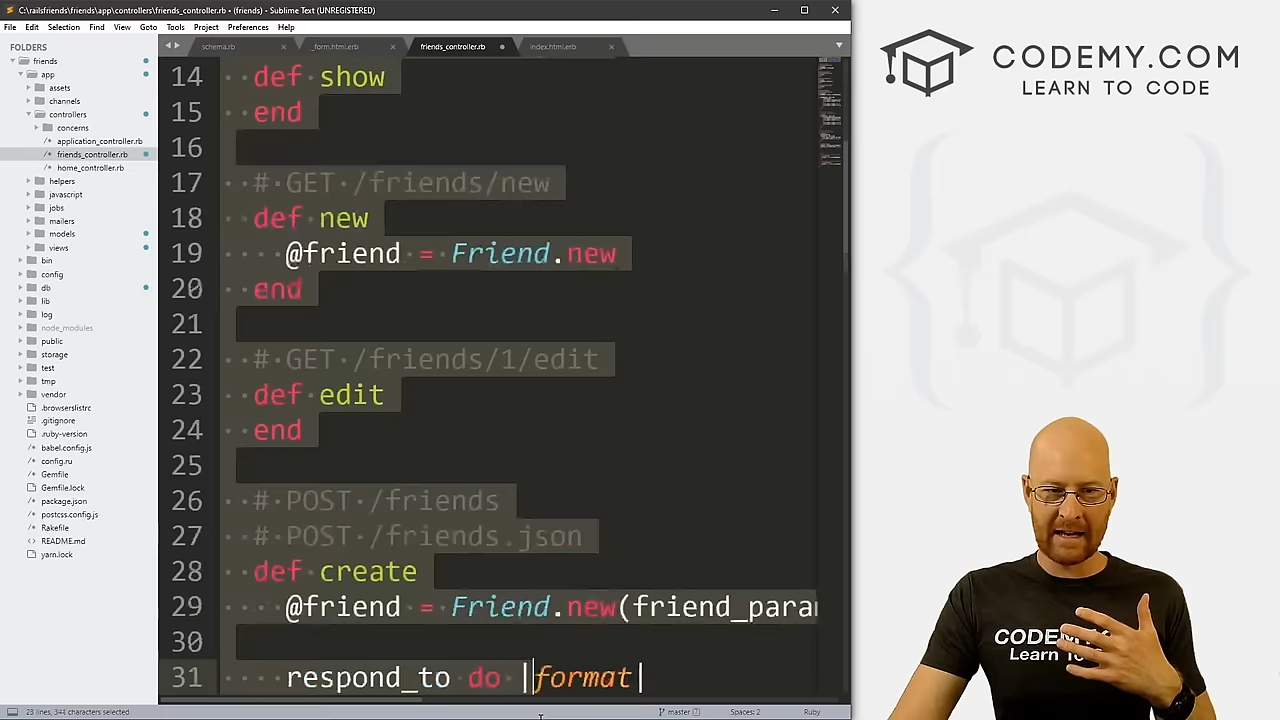 C:\railsfriends\friends\app\controllers\friends_controller.rb • (friends) - Sublime Text (UNREGISTERED)
File Edit Selection Find View Goto Tools Project Preferences Help
FOLDERS
friends
app
assets
channels
controllers
concerns
application_controller.rb
friends_controller.rb
home_controller.rb
helpers
javascript
jobs
mailers
models
views
bin
config
db
lib
log
node_modules
public
storage
test
tmp
vendor
.browserslistrc
.gitignore
.ruby-version
babel.config.js
config.ru
Gemfile
Gemfile.lock
package.json
postcss.config.js
Rakefile
README.md
yarn.lock
schema.rb
_form.html.erb
friends_controller.rb
index.html.erb
14 def show
15 end
16
17 # GET /friends/new
18 def new
19 @friend = Friend.new
20 end
21
22 # GET /friends/1/edit
23 def edit
24 end
25
26 # POST /friends
27 # POST /friends.json
28 def create
29 @friend = Friend.new(friend_para
30
31 respond_to do |format|
28 lines, 344 characters selected
master
Spaces: 2
Ruby
CODEMY.COM
LEARN TO CODE